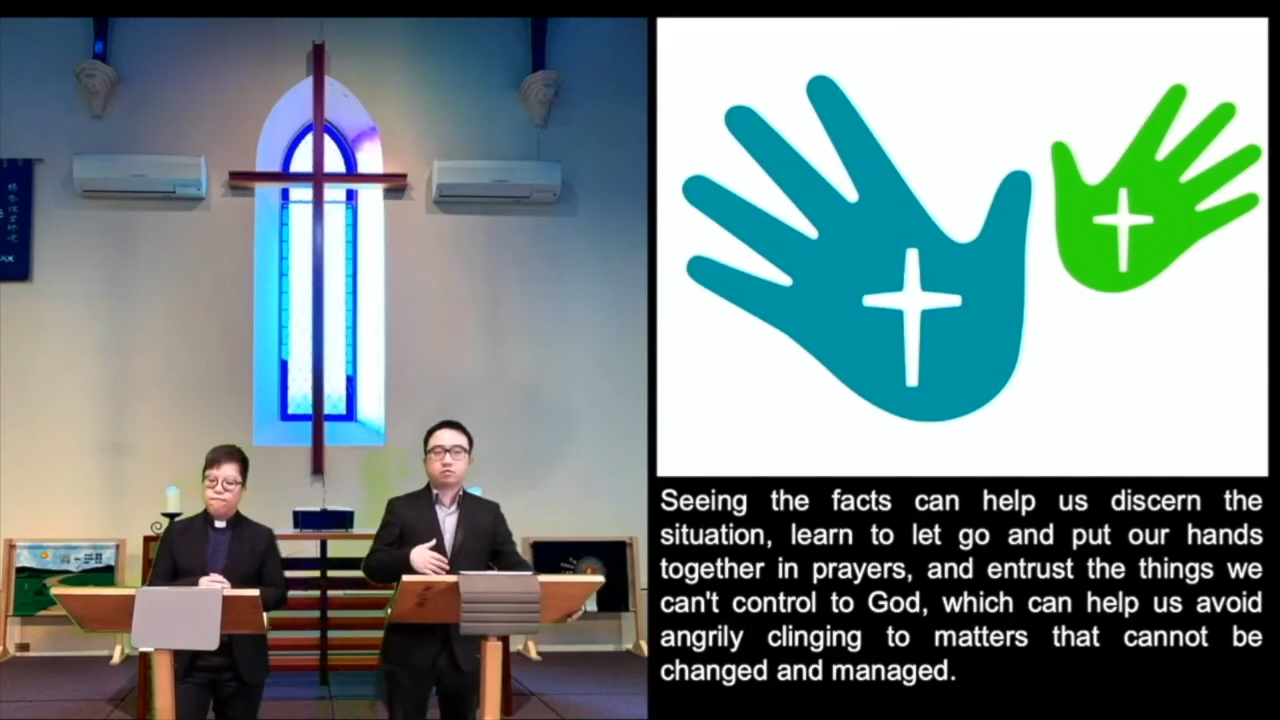 Seeing the facts can help us discern the
situation, learn to let go and put our hands
together in prayers, and entrust the things we
can't control to God, which can help us avoid
angrily clinging to matters that cannot be
changed and managed.